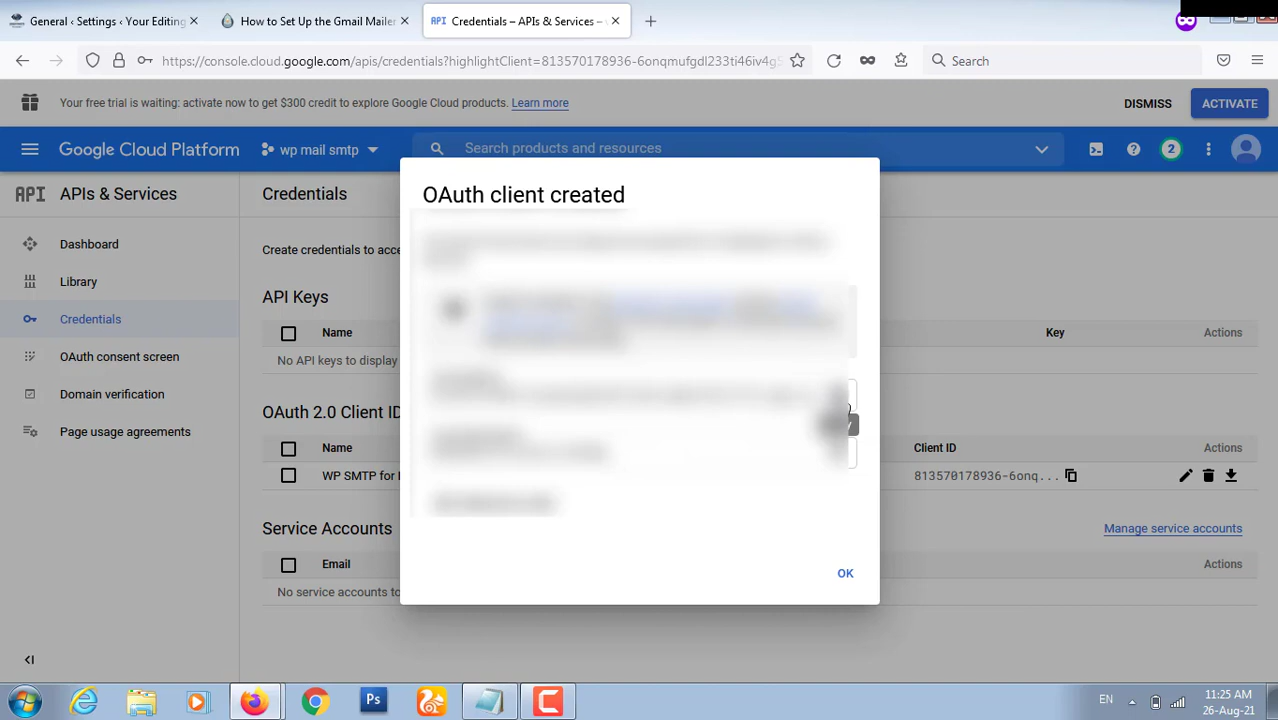 General ‹ Settings ‹ Your Editing
How to Set Up the Gmail Mailer
API Credentials – APIs & Services –
https://console.cloud.google.com/apis/credentials?highlightClient=813570178936-6onqmufgdl233ti46iv4g5
Search
Your free trial is waiting: activate now to get $300 credit to explore Google Cloud products. Learn more
DISMISS
ACTIVATE
Google Cloud Platform
wp mail smtp
Search products and resources
2
API APIs & Services
Credentials
OAuth client created
Dashboard
Library
Credentials
OAuth consent screen
Domain verification
Page usage agreements
Create credentials to acce
API Keys
Name
Key
Actions
No API keys to display
OAuth 2.0 Client ID
Name
Client ID
Actions
WP SMTP for
813570178936-6onq...
Service Accounts
Manage service accounts
Email
Actions
No service accounts to
OK
Ps
EN
11:25 AM
26-Aug-21